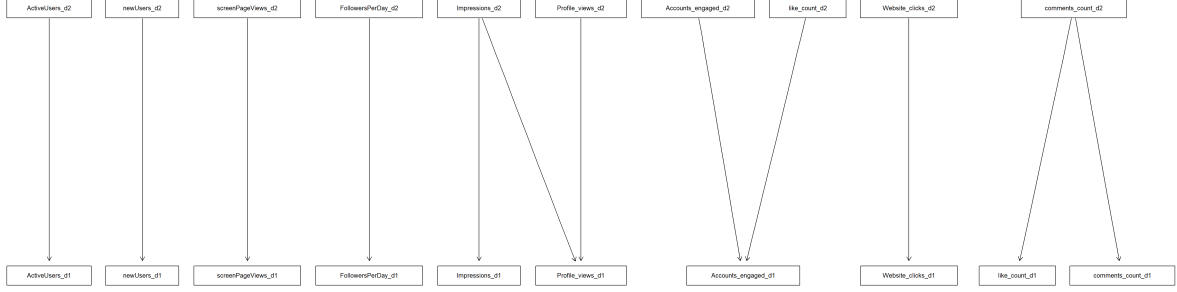 ActiveUsers_d2
newUsers_d2
screenPageViews_d2
FollowersPerDay_d2
Impressions_d2
Profile_views_d2
Accounts_engaged_d2
like_count_d2
Website_clicks_d2
comments_count_d2
ActiveUsers_d1
newUsers_d1
screenPageViews_d1
FollowersPerDay_d1
Impressions_d1
Profile_views_d1
Accounts_engaged_d1
Website_clicks_d1
like_count_d1
comments_count_d1